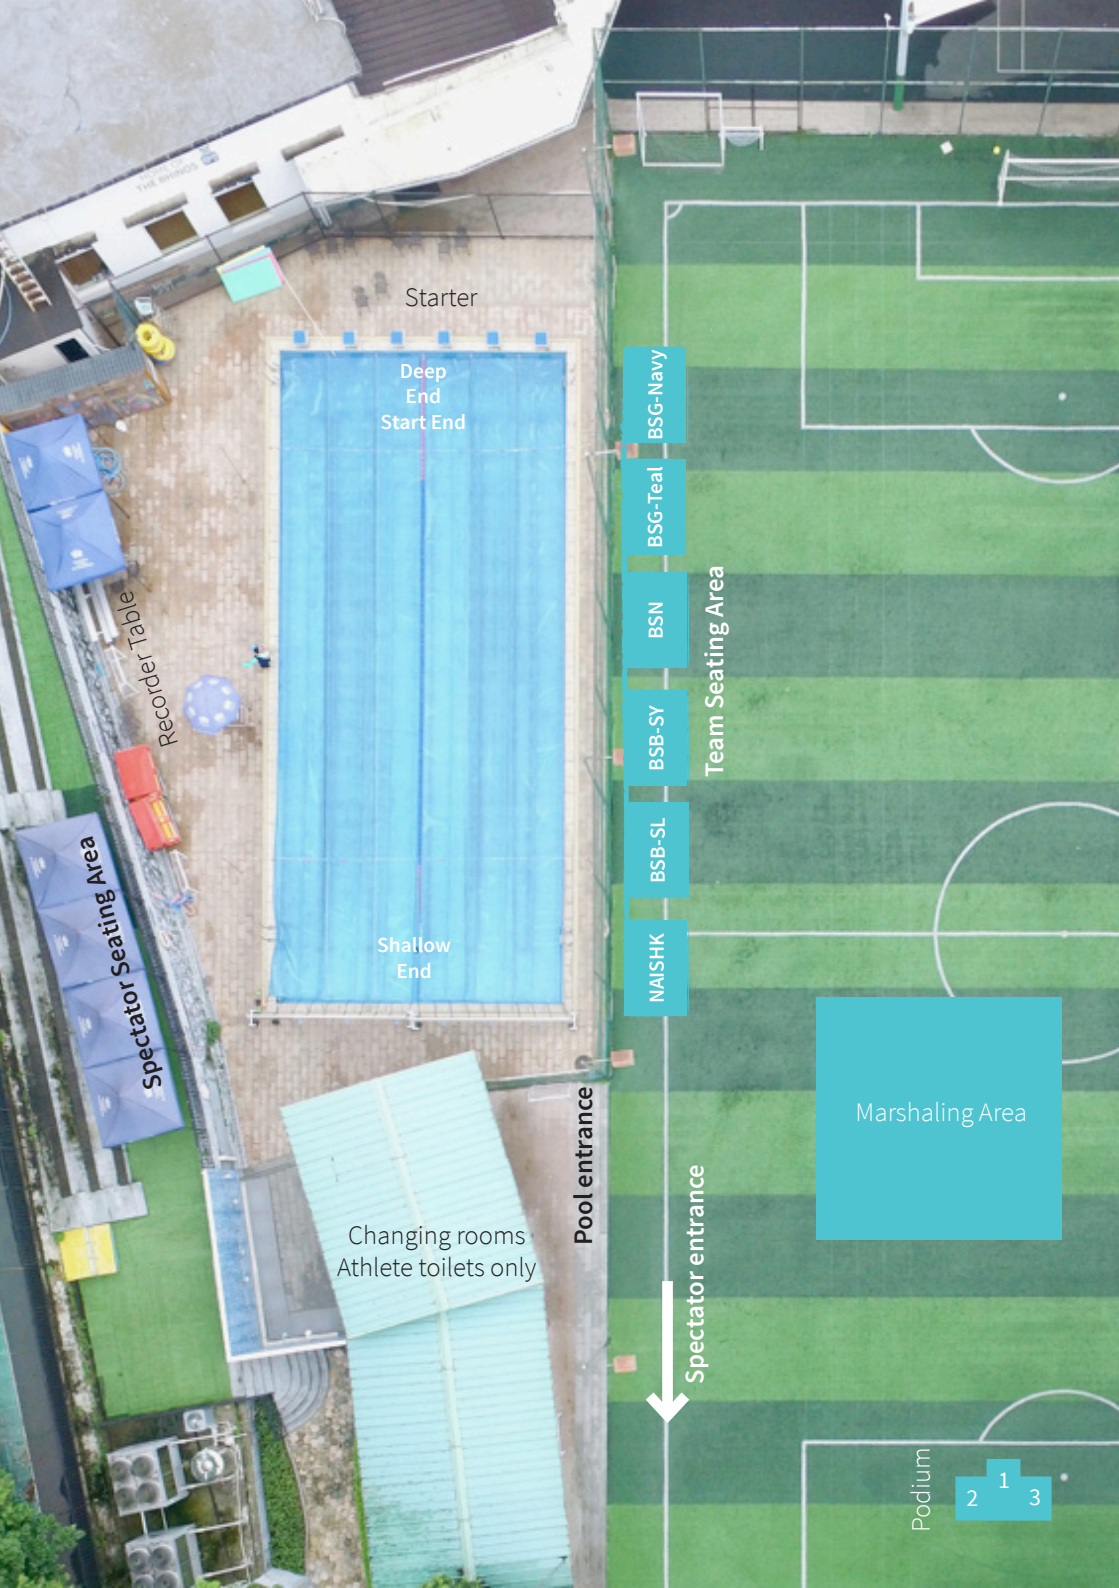 THE RHINOS
Starter
Deep
End
Start End
BSG-Navy
BSG-Teal
BSN
BSB-SY
BSB-SL
NAISHK
Team Seating Area
Recorder Table
Spectator Seating Area
Shallow
End
Marshaling Area
Pool entrance
Spectator entrance
Changing rooms
Athlete toilets only
Podium
1
2
3